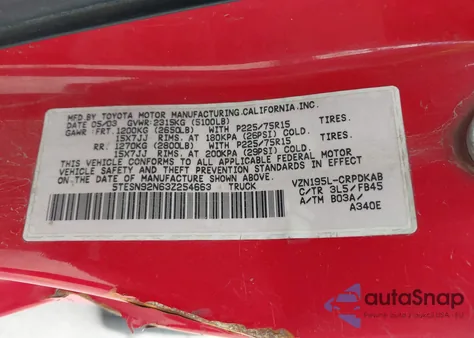 MFD. BY TOYOTA MOTOR MANUFACTURING,CALIFORNIA,INC.
DATE 05/03 GVWR:2315KG (5100LB)
GAWR FRT.1200KG (2650LB) WITH P225/75R15 TIRES.
15X7JJ RIMS. AT 180KPA (26PSI) COLD.
RR: 1270KG (2800LB) WITH P225/75R15 TIRES.
15X7JJ RIMS. AT 200KPA (29PSI) COLD.
THIS VEHICLE CONFORMS TO ALL APPLICABLE FEDERAL
MOTOR VEHICLE SAFETY STANDARDS IN EFFECT ON THE
DATE OF MANUFACTURE SHOWN ABOVE.
5TESN92N63Z254663 TRUCK
VZN195L-CRPDKAB
C/TR 3L5/FB45
A/TM B03A/
A340E
autoSnap